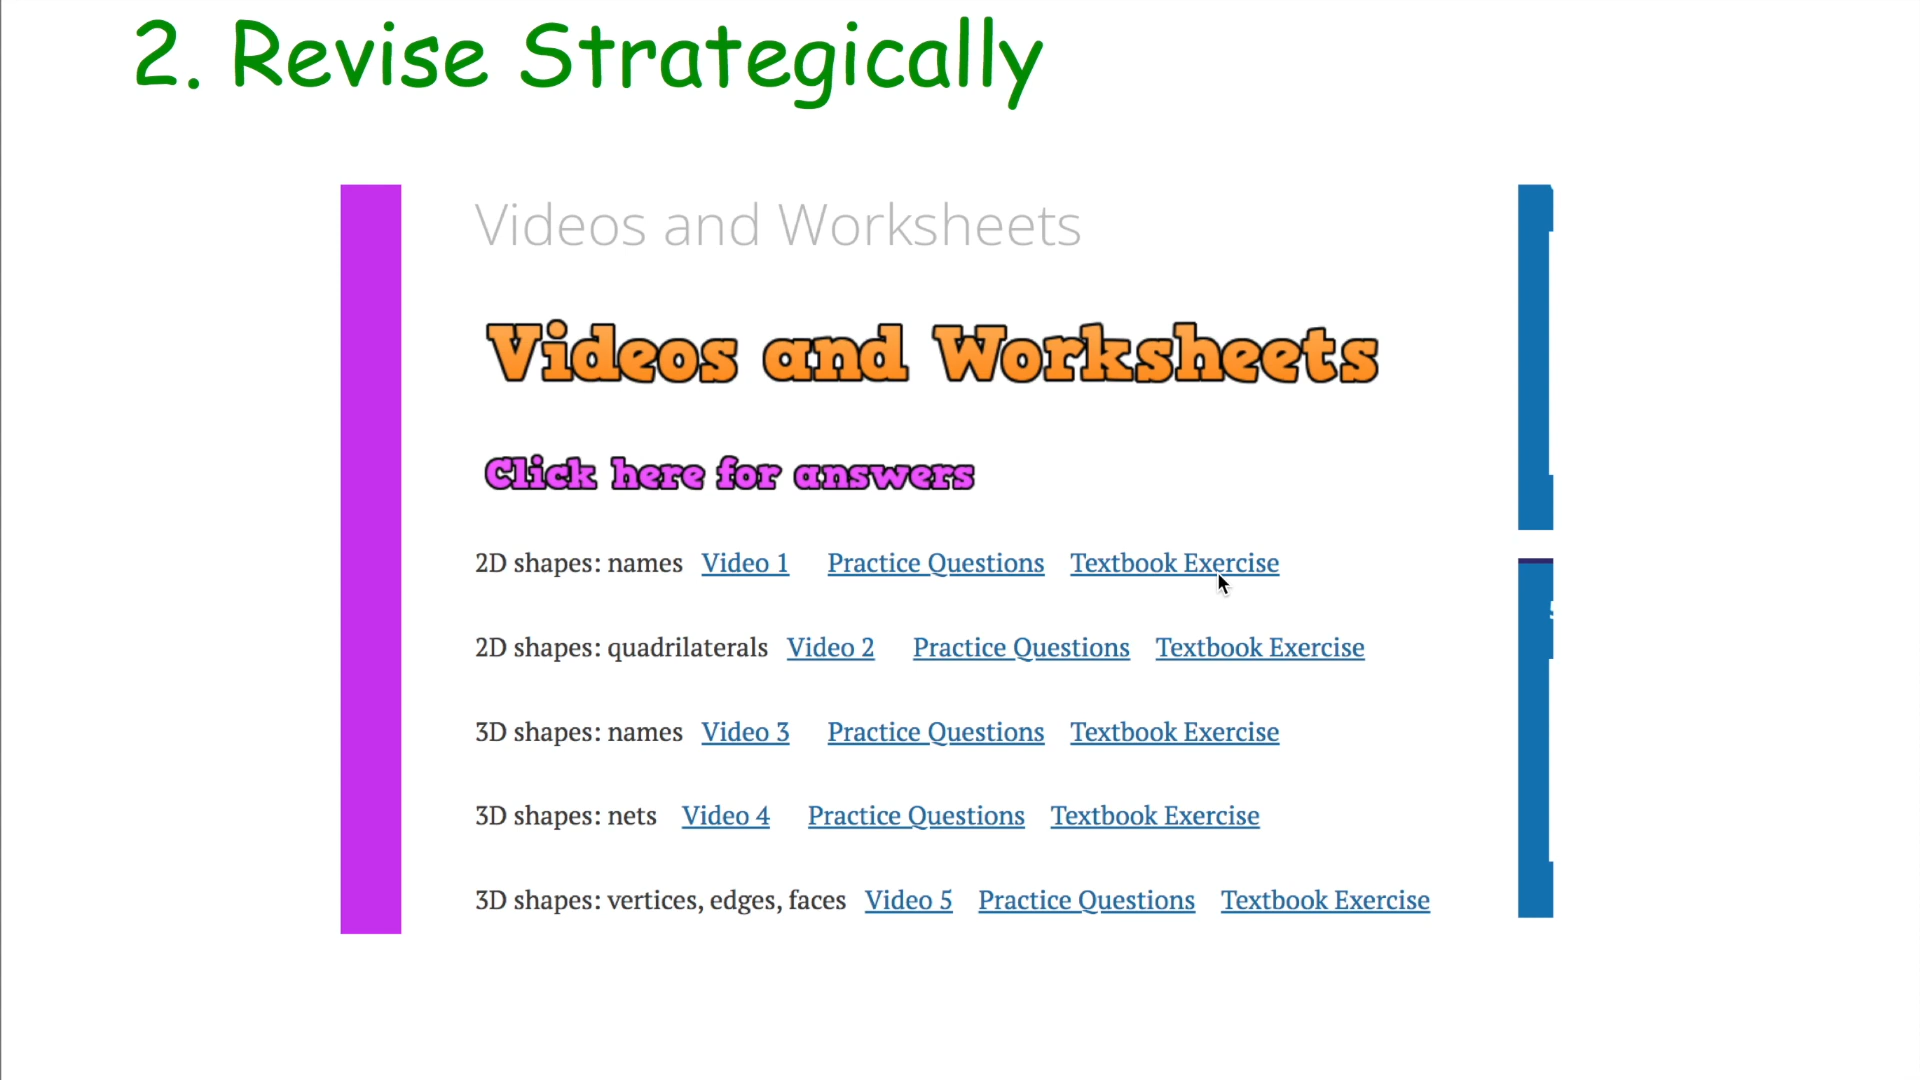 2. Revise Strategically
Videos and Worksheets
Videos and Worksheets
Click here for answers
2D shapes: names Video 1 Practice Questions Textbook Exercise
2D shapes: quadrilaterals Video 2 Practice Questions Textbook Exercise
3D shapes: names Video 3 Practice Questions Textbook Exercise
3D shapes: nets Video 4 Practice Questions Textbook Exercise
3D shapes: vertices, edges, faces Video 5 Practice Questions Textbook Exercise